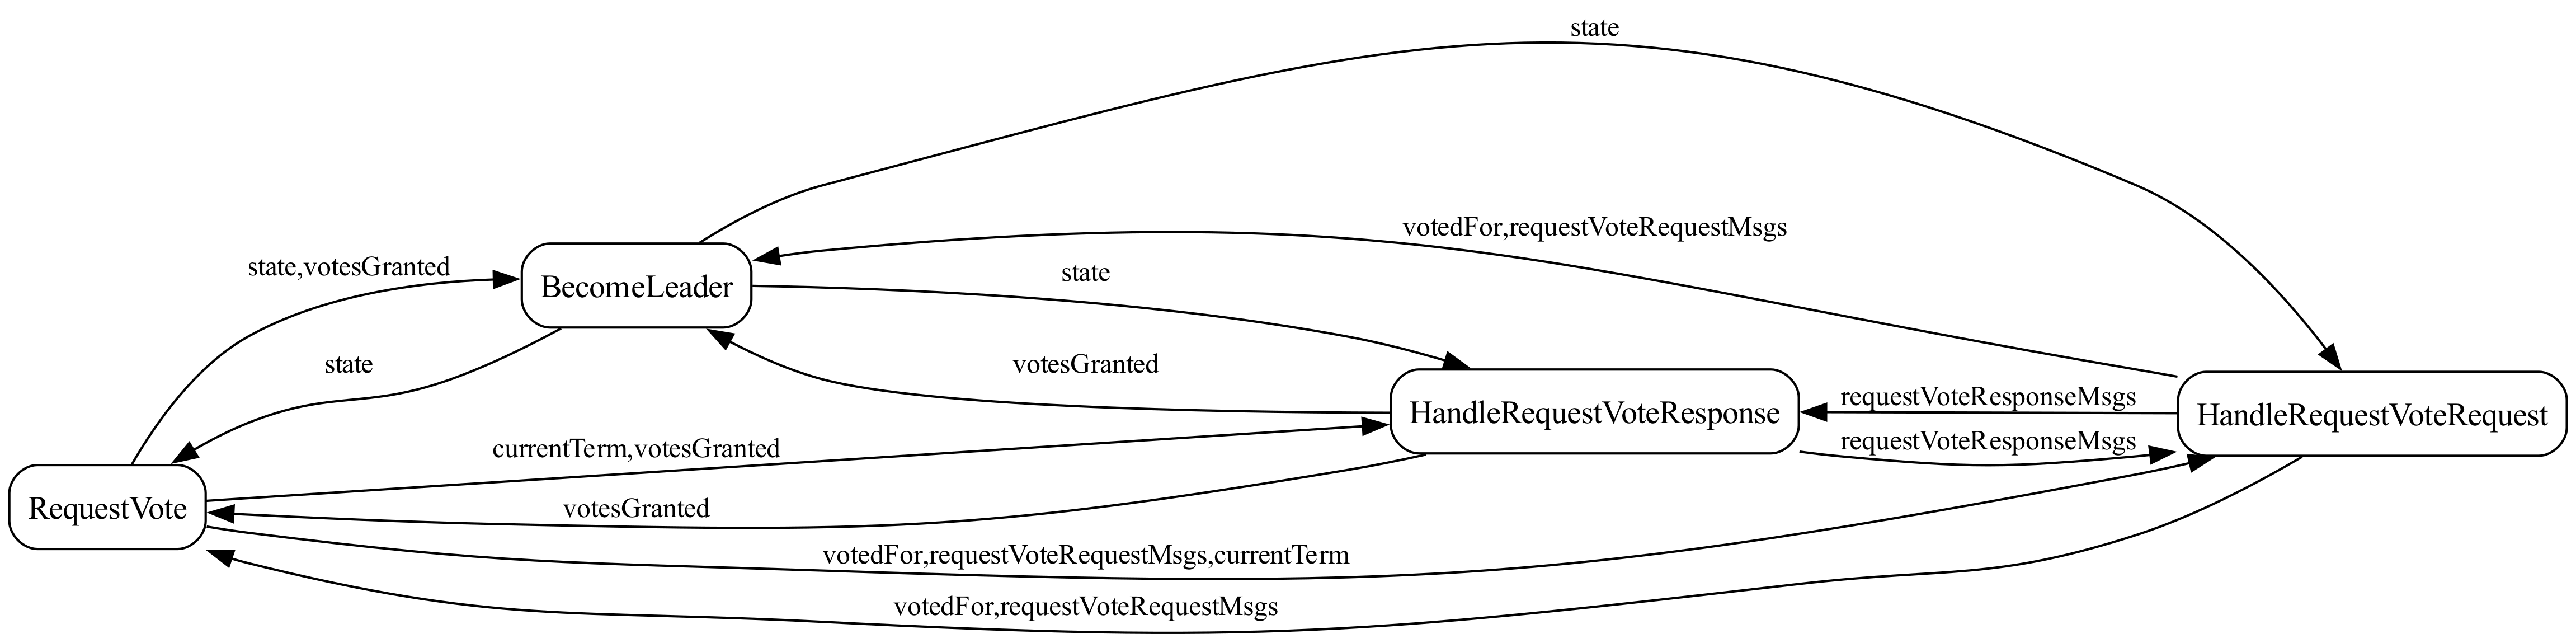 state
votedFor,requestVoteRequestMsgs
state,votesGranted
state
BecomeLeader
votesGranted
state
requestVoteResponseMsgs
HandleRequestVoteResponse
HandleRequestVoteRequest
requestVoteResponseMsgs
currentTerm,votesGranted
RequestVote
votesGranted
votedFor,requestVoteRequestMsgs,currentTerm
votedFor,requestVoteRequestMsgs